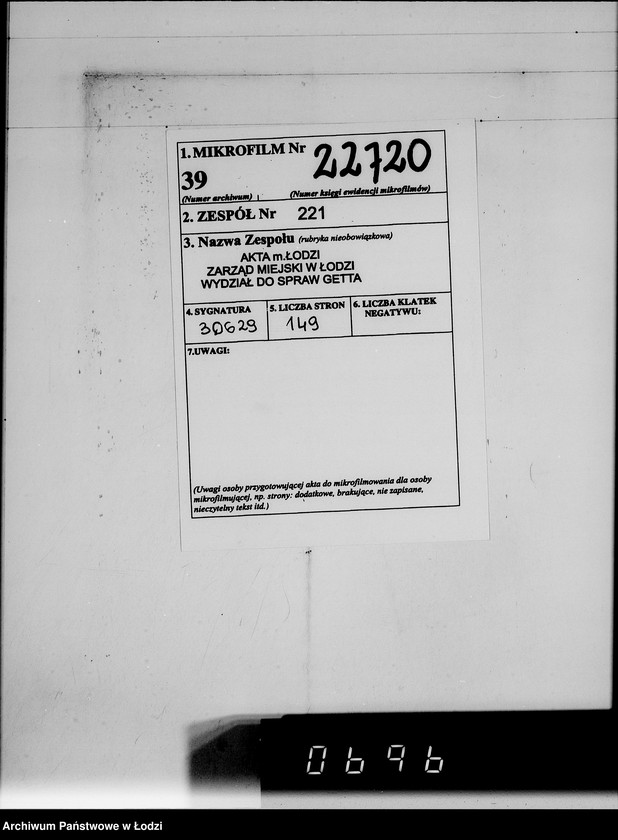 1. MIKROFILM Nr 22720
39
(Numer archiwum) (Numer księgi ewidencji mikrofilmów)
2. ZESPÓŁ Nr 221
3. Nazwa Zespołu (rubryka nieobowiązkowa)
AKTA m.ŁODZI
ZARZĄD MIEJSKI W ŁODZI
WYDZIAŁ DO SPRAW GETTA
4. SYGNATURA 5. LICZBA STRON 6. LICZBA KLATEK
NEGATYWU:
30629 149
7.UWAGI:
(Uwagi osoby przygotowującej akta do mikrofilmowania dla osoby
mikrofilmującej, np. strony: dodatkowe, brakujące, nie zapisane,
nieczytelny tekst itd.)
0696
Archiwum Państwowe w Łodzi